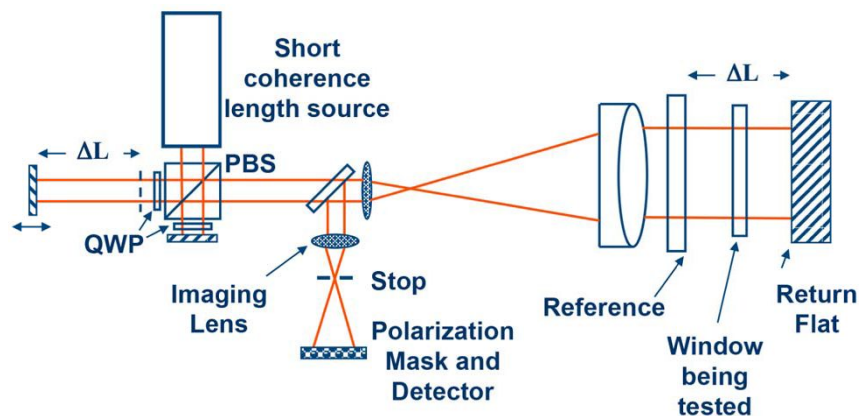 Short
coherence
length source
ΔL
PBS
QWP
Imaging
Lens
Stop
Polarization
Mask and
Detector
ΔL
Reference
Window
being
tested
Return
Flat